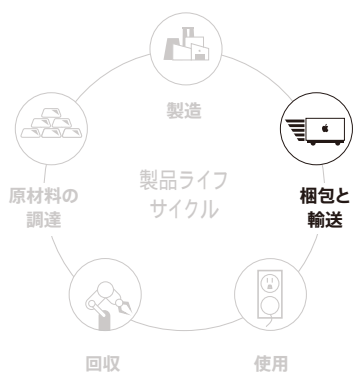 製造
原材料の
調達
製品ライフ
サイクル
梱包と
輸送
回収
使用